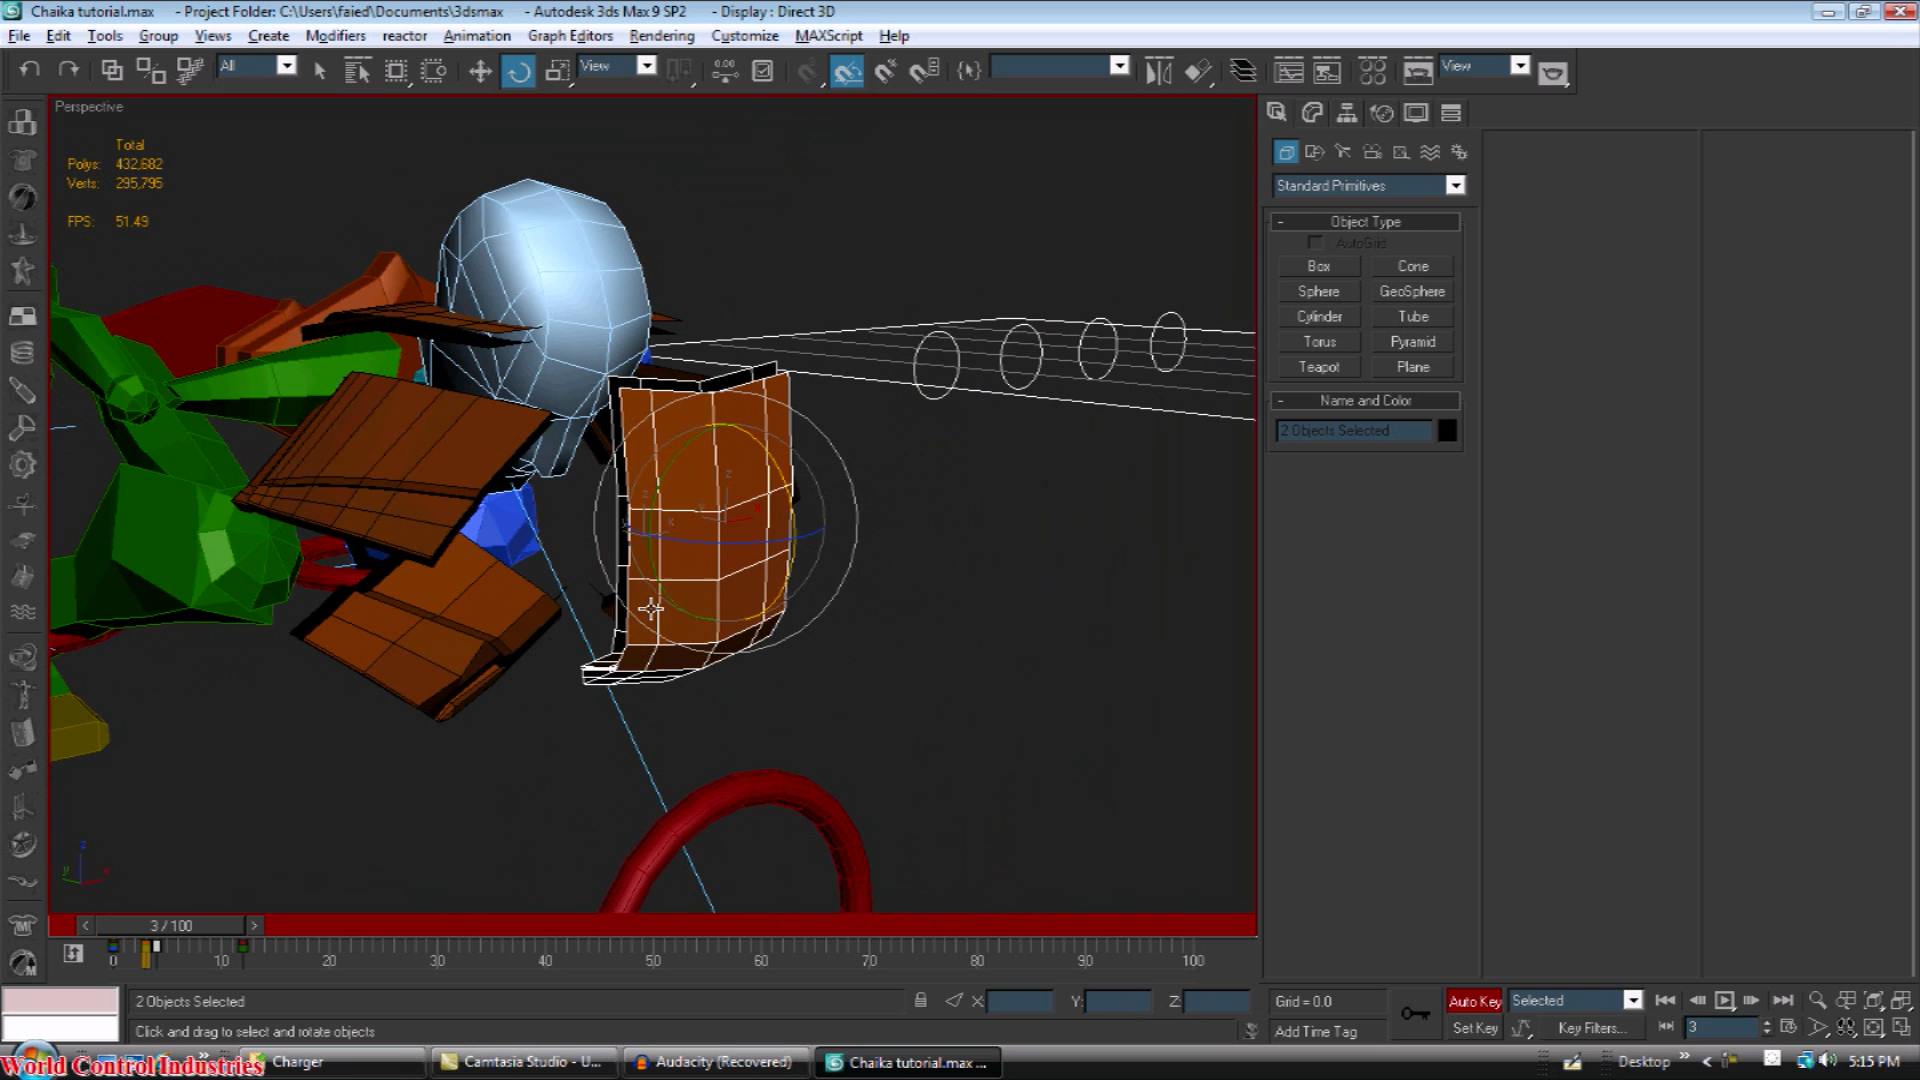 Chaika tutorial.max - Project Folder: C:\Users\faied\Documents\3dsmax - Autodesk 3ds Max 9 SP2 - Display : Direct 3D
File Edit Tools Group Views Create Modifiers reactor Animation Graph Editors Rendering Customize MAXScript Help
All View 0.00 View
Perspective
Total
Polys: 432,682
Verts: 295,795
FPS: 51.49
Standard Primitives
- Object Type
AutoGrid
Box Cone
Sphere GeoSphere
Cylinder Tube
Torus Pyramid
Teapot Plane
- Name and Color
2 Objects Selected
< 3 / 100 >
0 10 20 30 40 50 60 70 80 90 100
2 Objects Selected X: Y: Z: Grid = 0.0 Auto Key Selected
Click and drag to select and rotate objects Add Time Tag Set Key Key Filters... 3
World Control Industries Charger Camtasia Studio - U... Audacity (Recovered) Chaika tutorial.max ... Desktop » < 5:15 PM